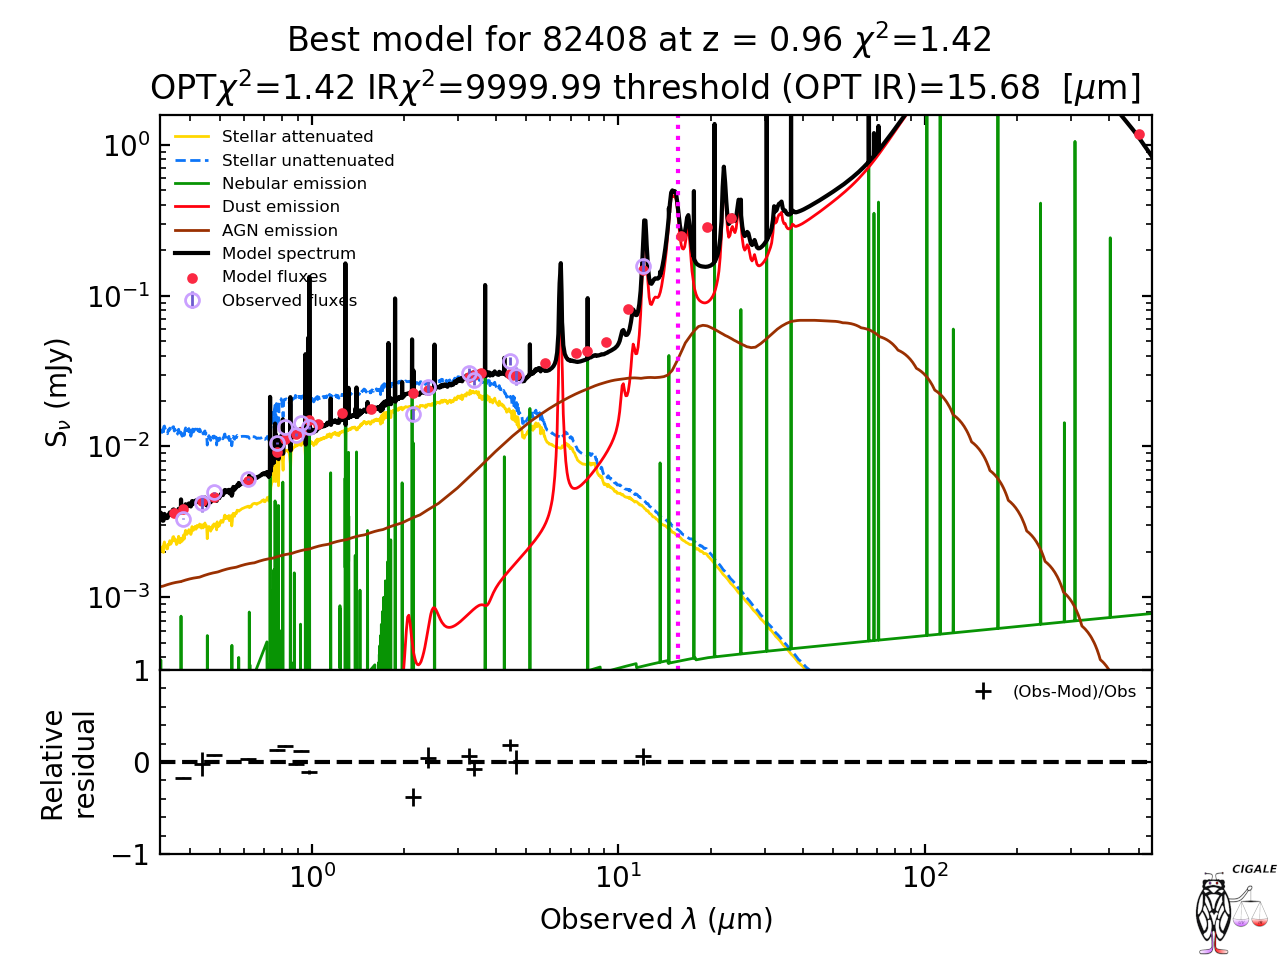 Best model for 82408 at z = 0.96 χ²=1.42
OPTχ²=1.42 IRχ²=9999.99 threshold (OPT IR)=15.68 [μm]
Stellar attenuated
Stellar unattenuated
Nebular emission
Dust emission
AGN emission
Model spectrum
Model fluxes
Observed fluxes
10⁰
10⁻¹
10⁻²
10⁻³
S_ν (mJy)
(Obs-Mod)/Obs
1
0
−1
Relative
residual
10⁰ 10¹ 10²
Observed λ (μm)
CIGALE